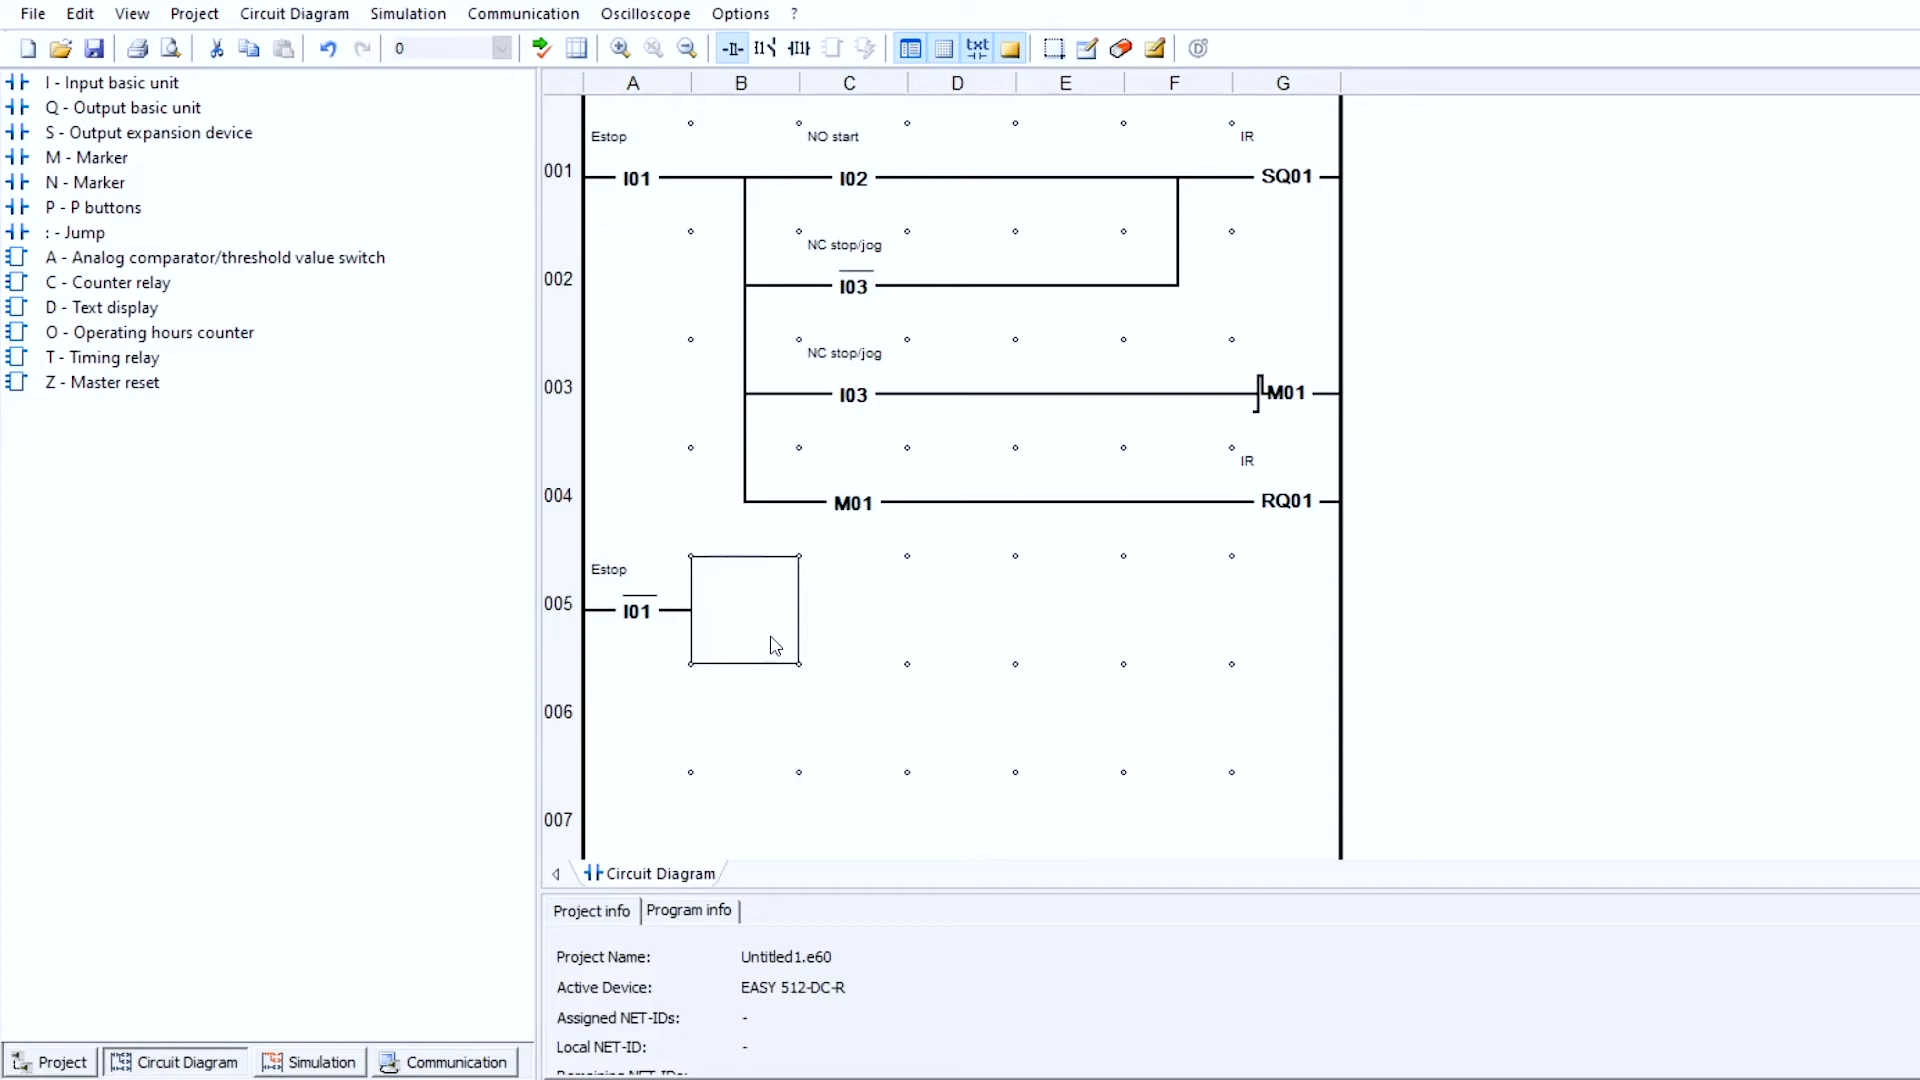 File Edit View Project Circuit Diagram Simulation Communication Oscilloscope Options ?
0
txt
I - Input basic unit
Q - Output basic unit
S - Output expansion device
M - Marker
N - Marker
P - P buttons
: - Jump
A - Analog comparator/threshold value switch
C - Counter relay
D - Text display
O - Operating hours counter
T - Timing relay
Z - Master reset
A B C D E F G
Estop NO start IR
001 I01 I02 SQ01
NC stop/jog
002 I03
NC stop/jog
003 I03 M01
IR
004 M01 RQ01
Estop
005 I01
006
007
Circuit Diagram
Project info Program info
Project Name: Untitled1.e60
Active Device: EASY 512-DC-R
Assigned NET-IDs: -
Local NET-ID: -
Project Circuit Diagram Simulation Communication